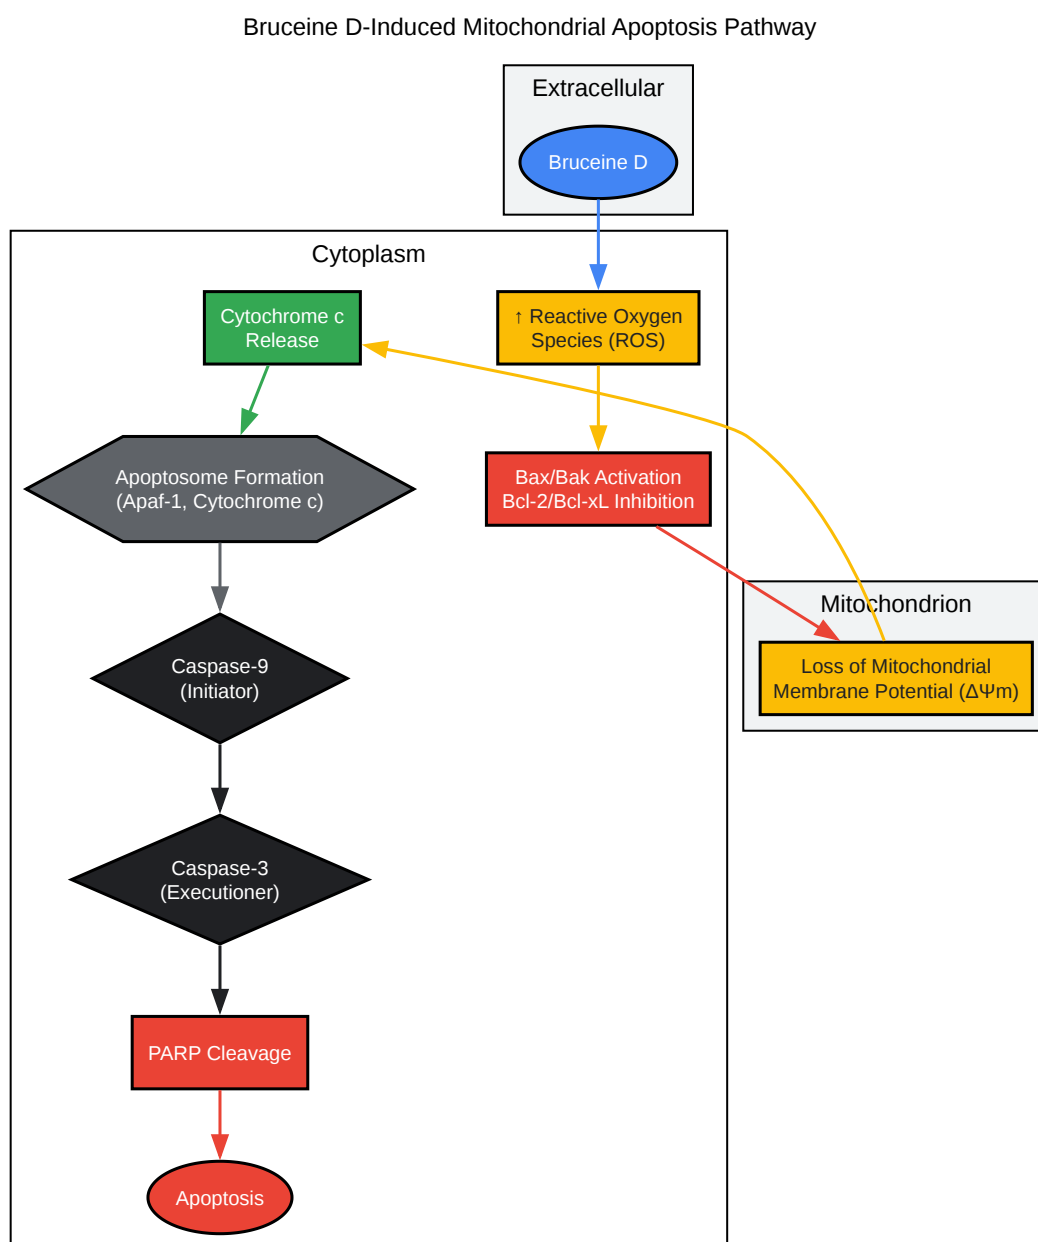 Bruceine D-Induced Mitochondrial Apoptosis Pathway
Extracellular
Bruceine D
Cytoplasm
Cytochrome c
Release
↑ Reactive Oxygen
Species (ROS)
Apoptosome Formation
(Apaf-1, Cytochrome c)
Bax/Bak Activation
Bcl-2/Bcl-xL Inhibition
Mitochondrion
Loss of Mitochondrial
Membrane Potential (ΔΨm)
Caspase-9
(Initiator)
Caspase-3
(Executioner)
PARP Cleavage
Apoptosis